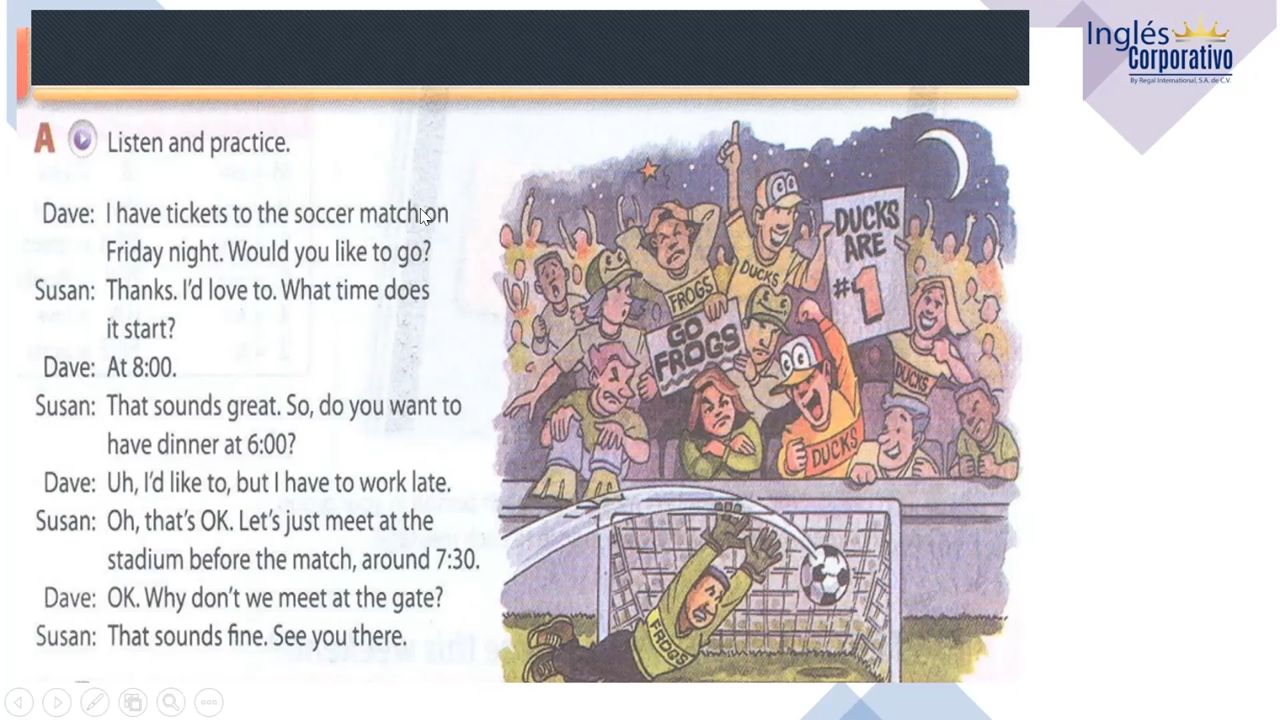 Inglés
Corporativo
By Regal International, S.A. de C.V.
A Listen and practice.
Dave: I have tickets to the soccer match on
Friday night. Would you like to go?
Susan: Thanks. I'd love to. What time does
it start?
Dave: At 8:00.
Susan: That sounds great. So, do you want to
have dinner at 6:00?
Dave: Uh, I'd like to, but I have to work late.
Susan: Oh, that's OK. Let's just meet at the
stadium before the match, around 7:30.
Dave: OK. Why don't we meet at the gate?
Susan: That sounds fine. See you there.
DUCKS
ARE
#1
DUCKS
FROGS
GO
FROGS
DUCKS
DUCKS
FROGS